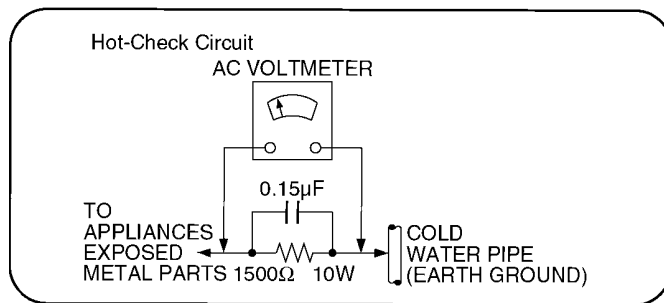 Hot-Check Circuit
AC VOLTMETER
0.15µF
TO
APPLIANCES
EXPOSED
METAL PARTS
1500Ω
10W
COLD
WATER PIPE
(EARTH GROUND)